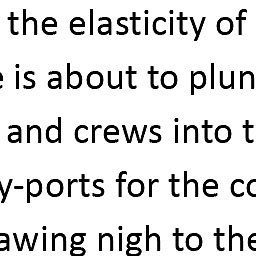 the elasticity of
is about to plun
and crews into t
y-ports for the co
awing nigh to the